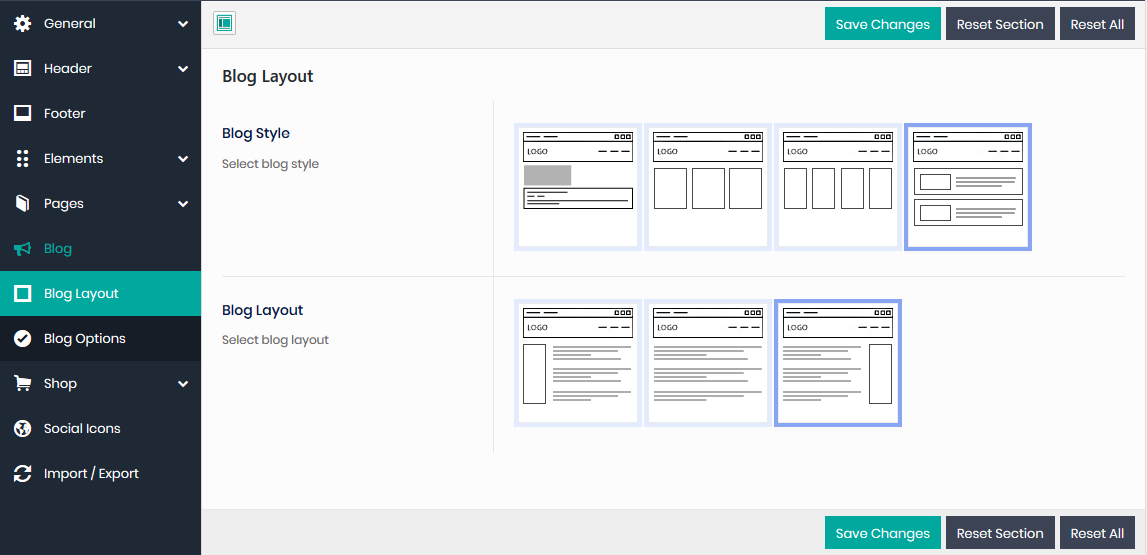 General
Header
Footer
Elements
Pages
Blog
Blog Layout
Blog Options
Shop
Social Icons
Import / Export
Save Changes
Reset Section
Reset All
Blog Layout
Blog Style
Select blog style
LOGO
LOGO
LOGO
LOGO
Blog Layout
Select blog layout
LOGO
LOGO
LOGO
Save Changes
Reset Section
Reset All